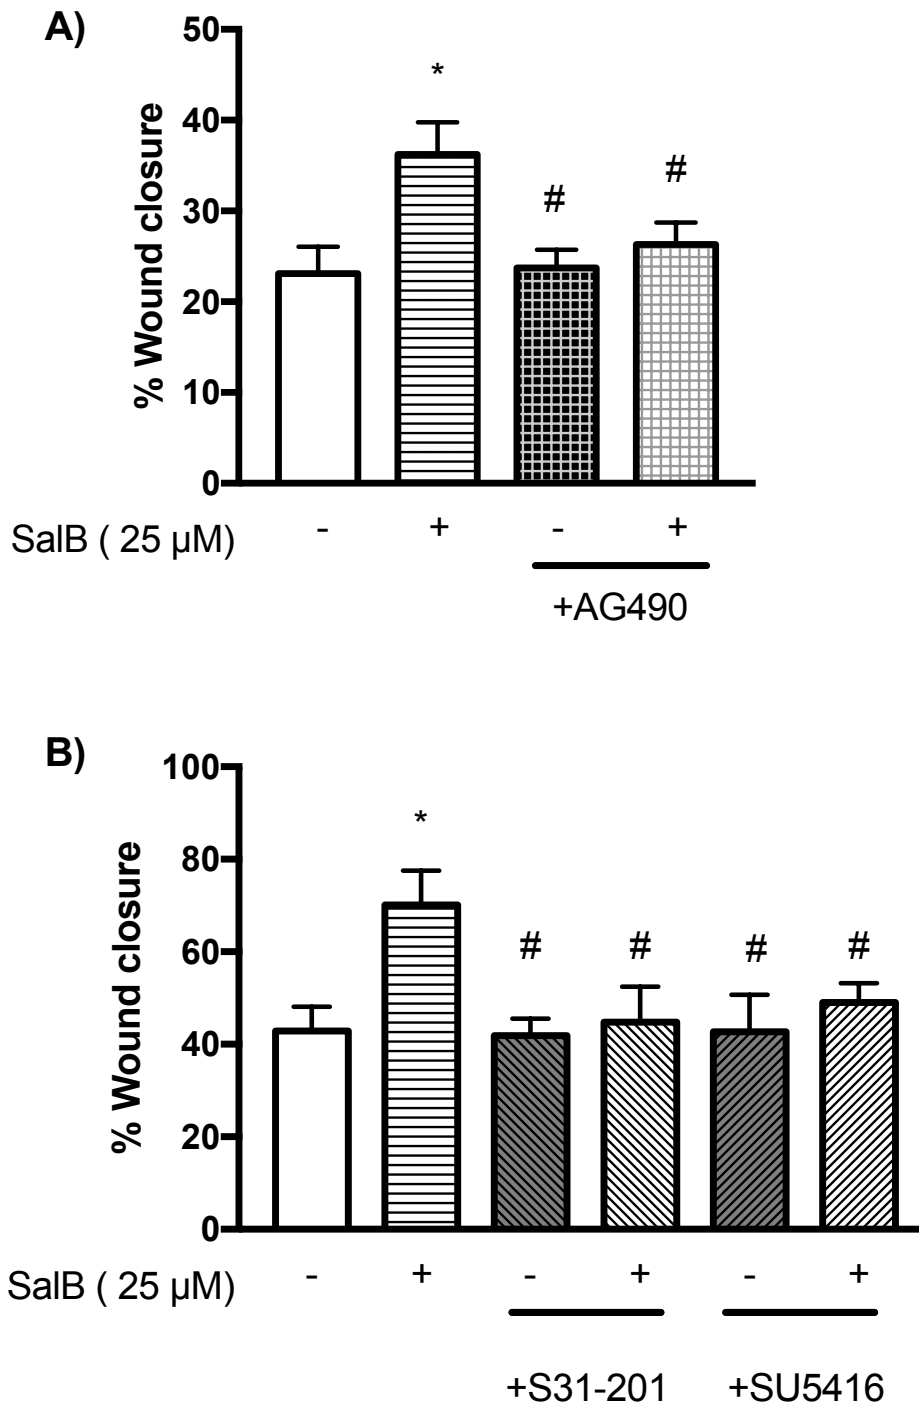 A)
50
*
40
#
#
30
% Wound closure
20
10
0
SalB ( 25 µM) - + - +
+AG490
B)
100
*
80
# # # #
60
% Wound closure
40
20
0
SalB ( 25 µM) - + - + - +
+S31-201 +SU5416